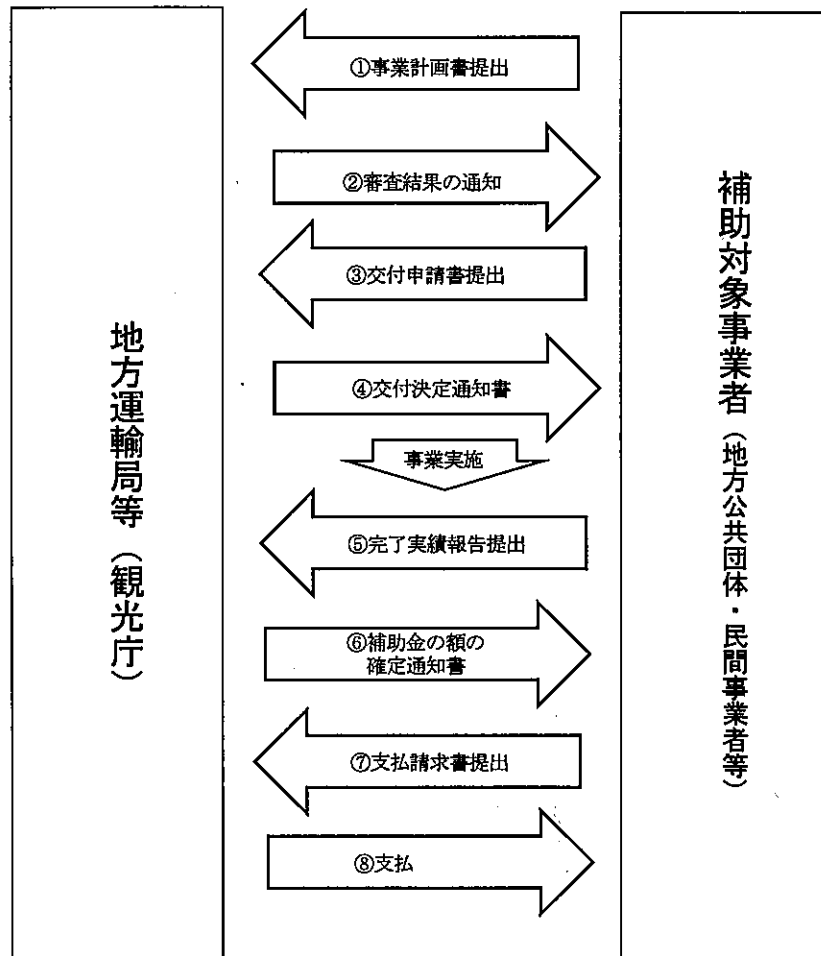 地方運輸局等（観光庁）
①事業計画書提出
②審査結果の通知
③交付申請書提出
④交付決定通知書
事業実施
⑤完了実績報告提出
⑥補助金の額の
確定通知書
⑦支払請求書提出
⑧支払
補助対象事業者（地方公共団体・民間事業者等）